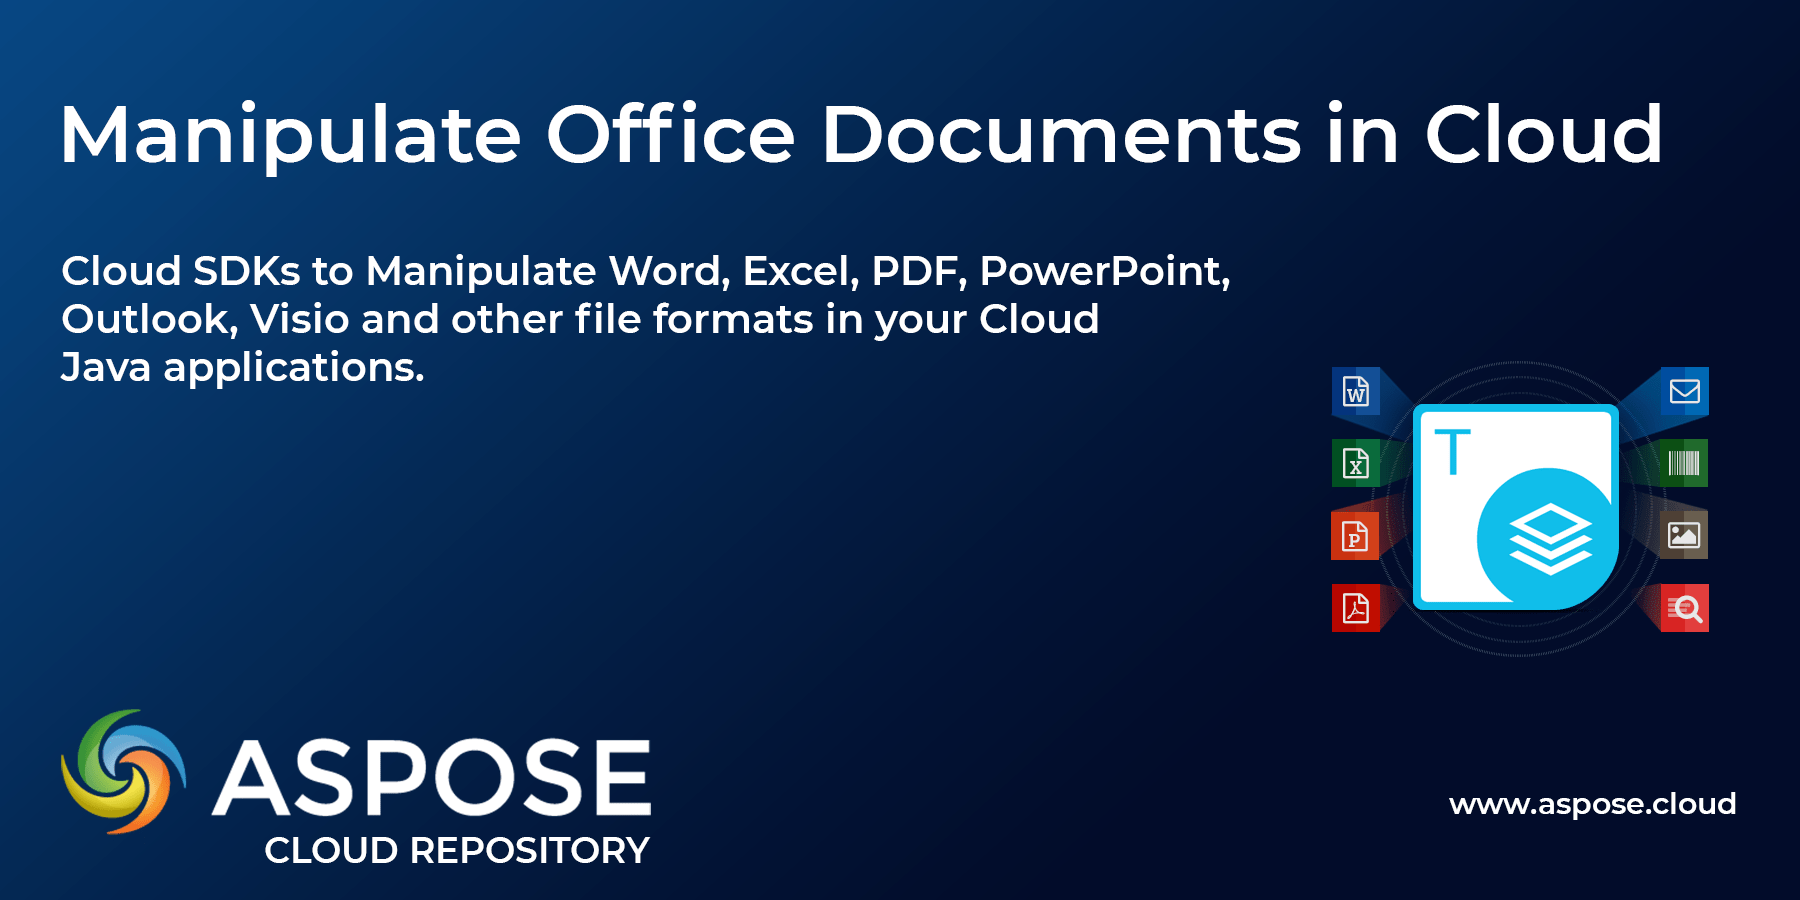 Manipulate Office Documents in Cloud
Cloud SDKs to Manipulate Word, Excel, PDF, PowerPoint,
Outlook, Visio and other file formats in your Cloud
Java applications.
W
X
P
T
ASPOSE
CLOUD REPOSITORY
www.aspose.cloud